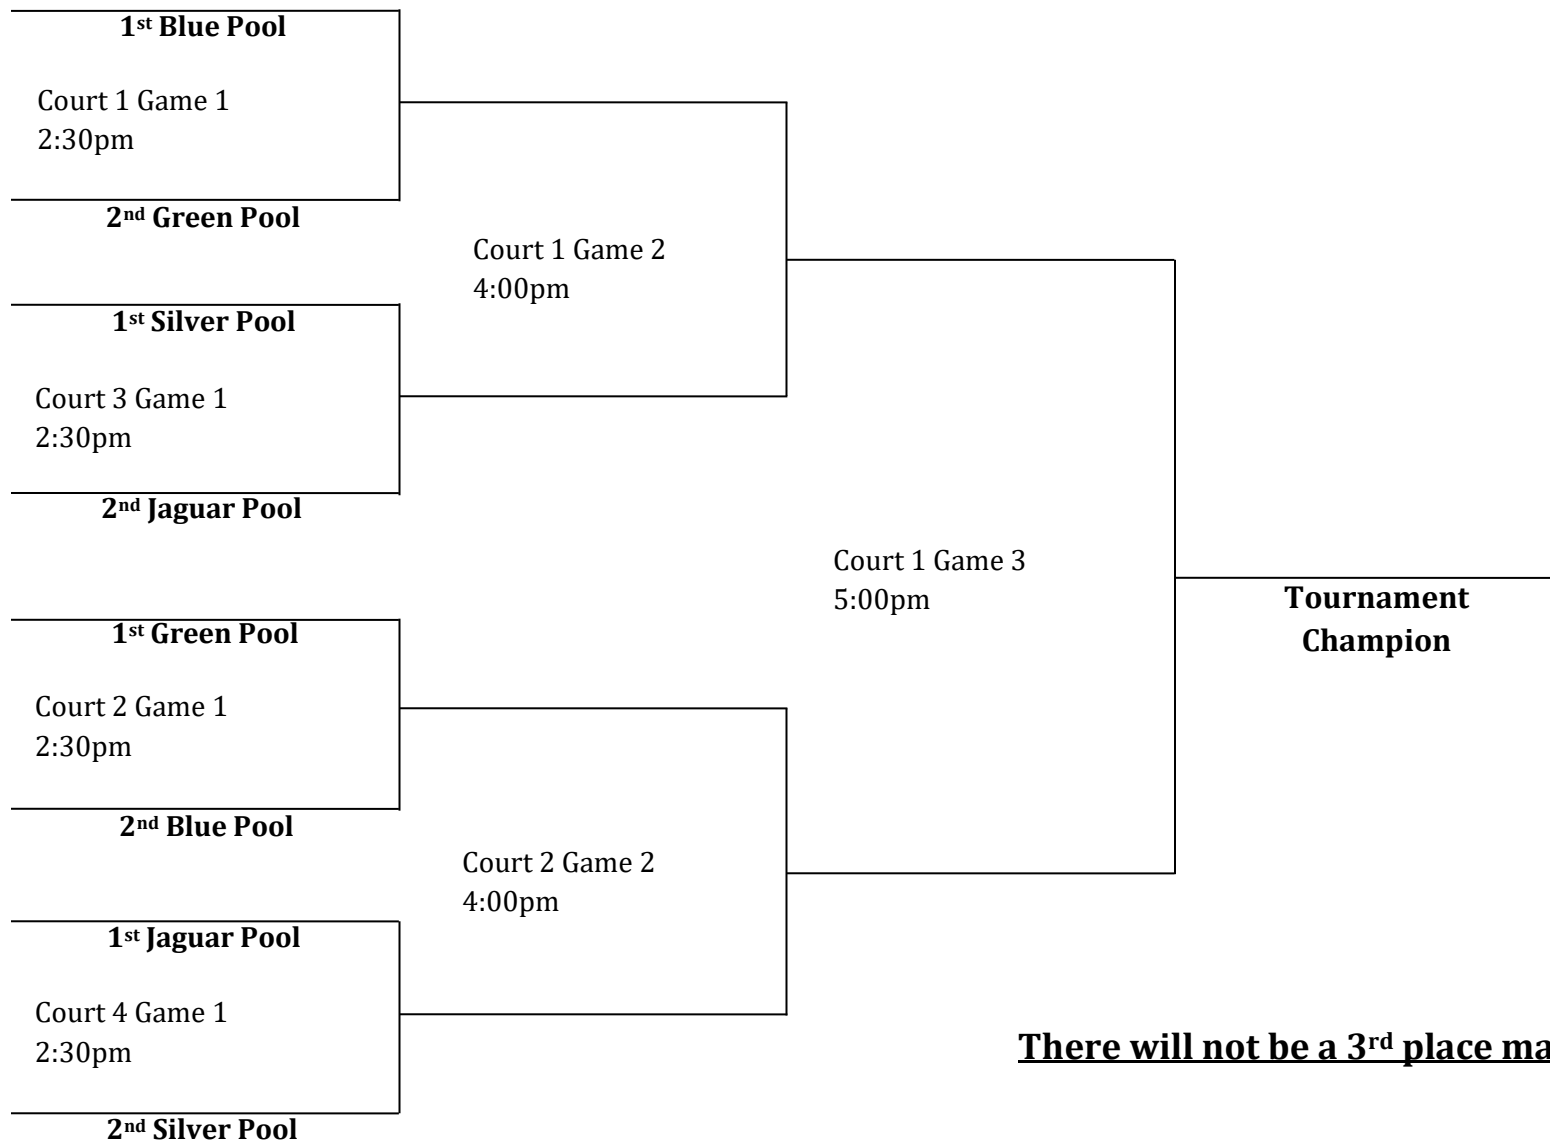 1st Blue Pool
Court 1 Game 1
2:30pm
2nd Green Pool
Court 1 Game 2
4:00pm
1st Silver Pool
Court 3 Game 1
2:30pm
2nd Jaguar Pool
Court 1 Game 3
5:00pm
Tournament
Champion
1st Green Pool
Court 2 Game 1
2:30pm
2nd Blue Pool
Court 2 Game 2
4:00pm
1st Jaguar Pool
Court 4 Game 1
2:30pm
There will not be a 3rd place ma
2nd Silver Pool